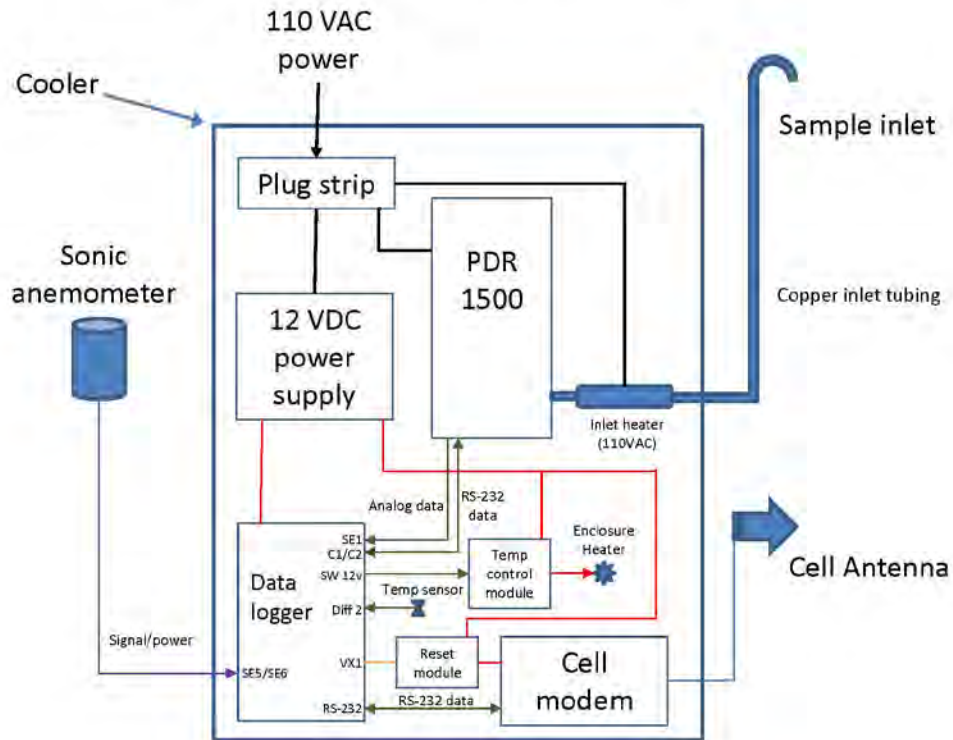 110 VAC
power
Cooler
Sample inlet
Plug strip
PDR
1500
Sonic
anemometer
Copper inlet tubing
12 VDC
power
supply
Inlet heater
(110VAC)
Analog data
RS-232
data
SE1
C1/C2
SW 12v
Data
logger
Temp
control
module
Enclosure
Heater
Temp sensor
Diff 2
Cell Antenna
Signal/power
SE5/SE6
VX1
Reset
module
Cell
modem
RS-232
RS-232 data